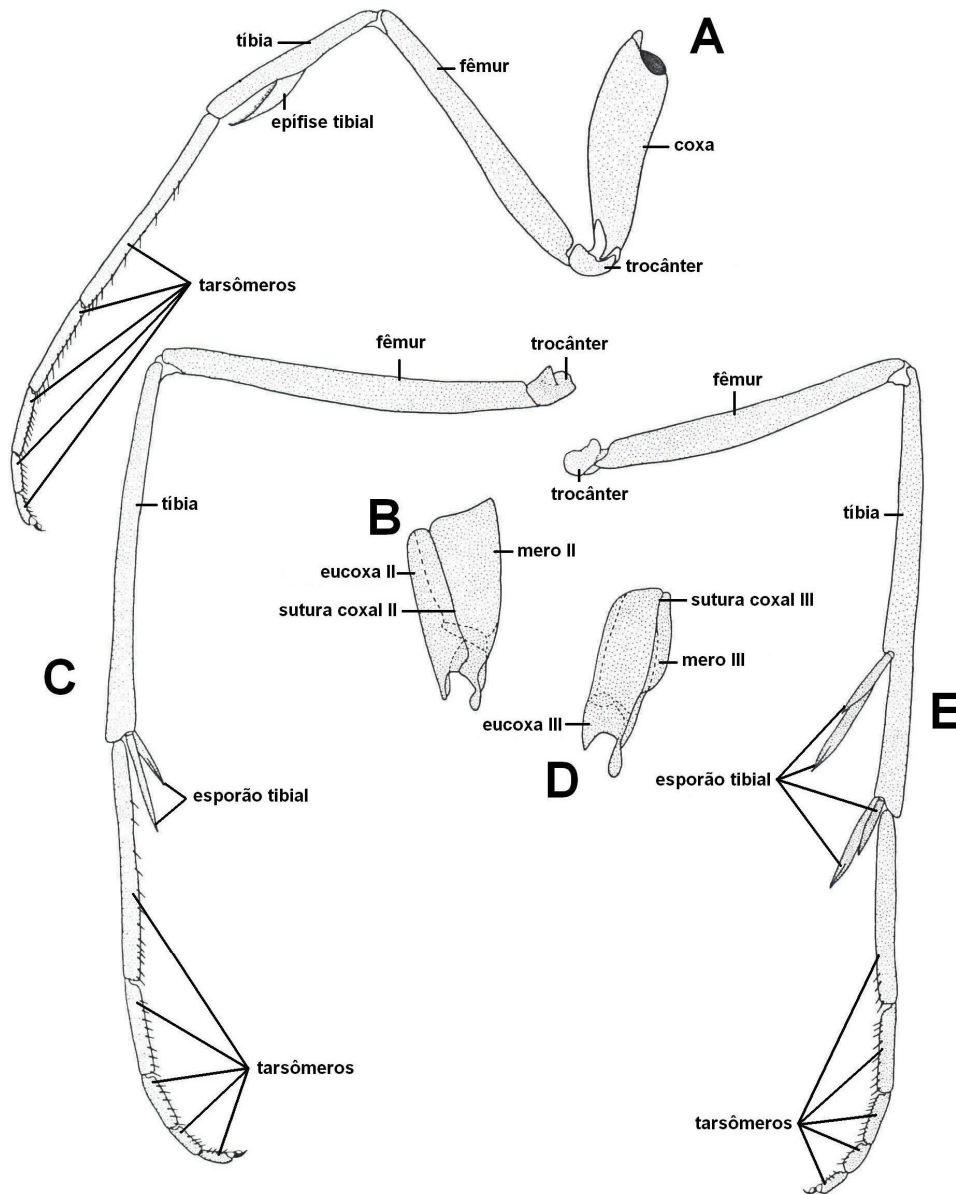 A
tíbia
fêmur
epífise tibial
coxa
trocânter
tarsômeros
fêmur
trocânter
fêmur
trocânter
tíbia
tíbia
B
mero II
eucoxa II
sutura coxal II
sutura coxal III
mero III
C
eucoxa III
D
E
esporão tibial
esporão tibial
tarsômeros
tarsômeros